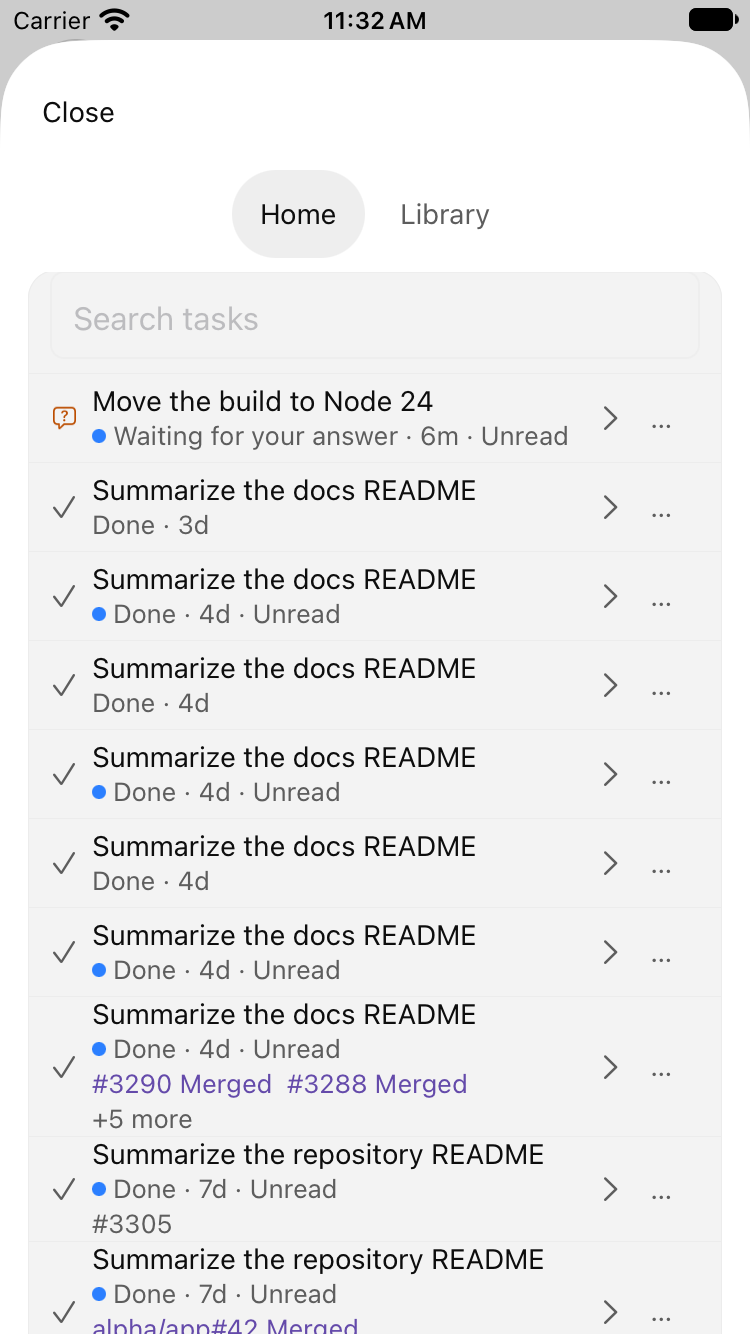 Carrier 11:32 AM
Close
Home Library
Search tasks
Move the build to Node 24
Waiting for your answer · 6m · Unread
...
Summarize the docs README
Done · 3d
...
Summarize the docs README
Done · 4d · Unread
...
Summarize the docs README
Done · 4d
...
Summarize the docs README
Done · 4d · Unread
...
Summarize the docs README
Done · 4d
...
Summarize the docs README
Done · 4d · Unread
...
Summarize the docs README
Done · 4d · Unread
#3290 Merged #3288 Merged
+5 more
...
Summarize the repository README
Done · 7d · Unread
#3305
...
Summarize the repository README
Done · 7d · Unread
alpha/app#42 Merged
...